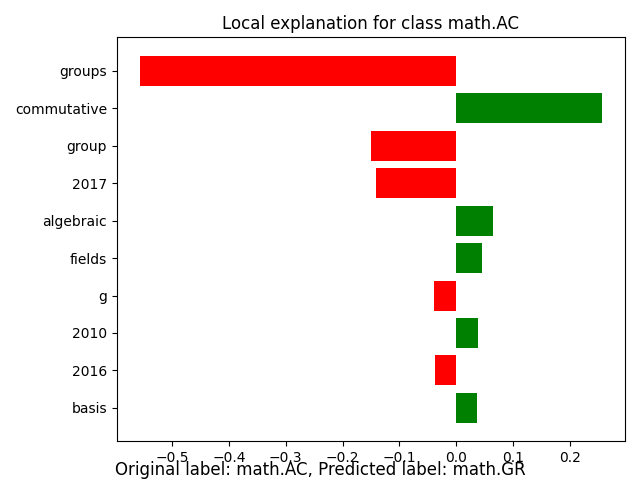 Local explanation for class math.AC
groups
commutative
group
2017
algebraic
fields
g
2010
2016
basis
−0.5 −0.4 −0.3 −0.2 −0.1 0.0 0.1 0.2
Original label: math.AC, Predicted label: math.GR